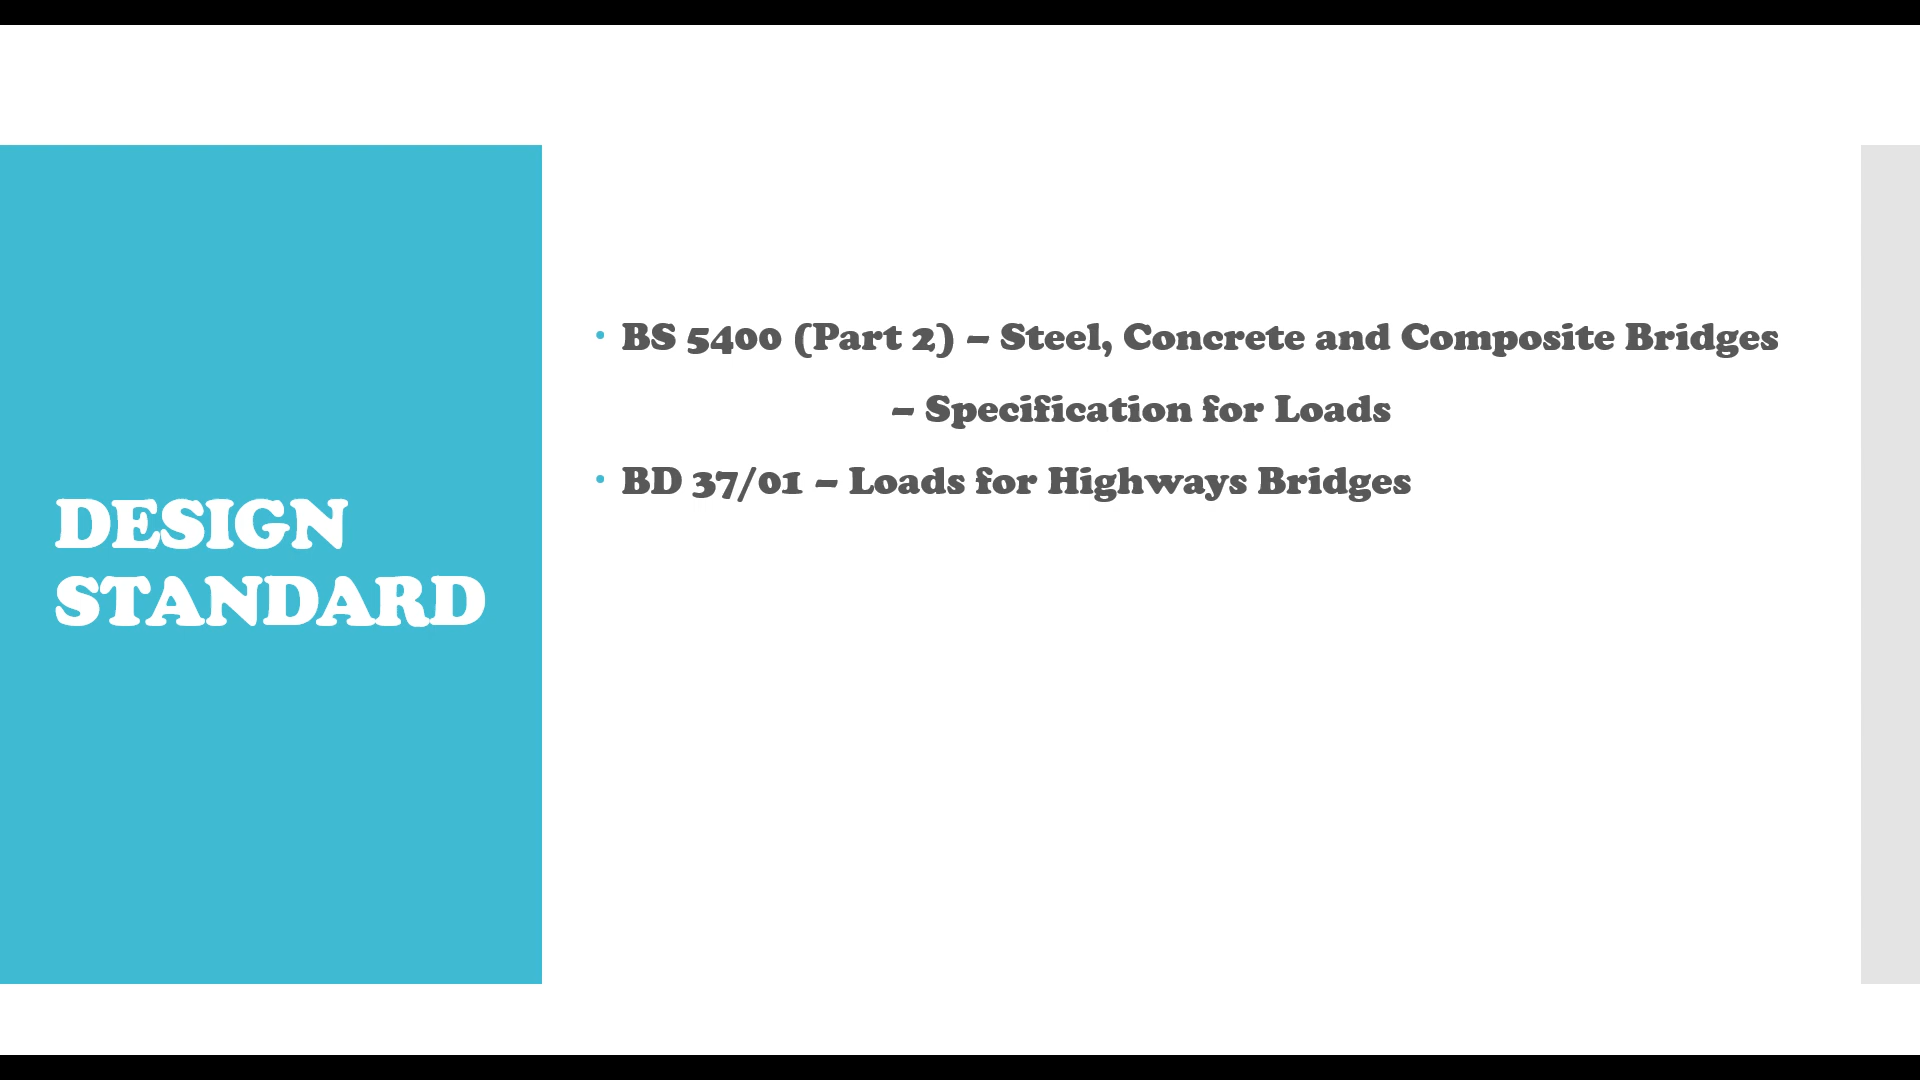 DESIGN
STANDARD
• BS 5400 (Part 2) – Steel, Concrete and Composite Bridges
– Specification for Loads
• BD 37/01 – Loads for Highways Bridges